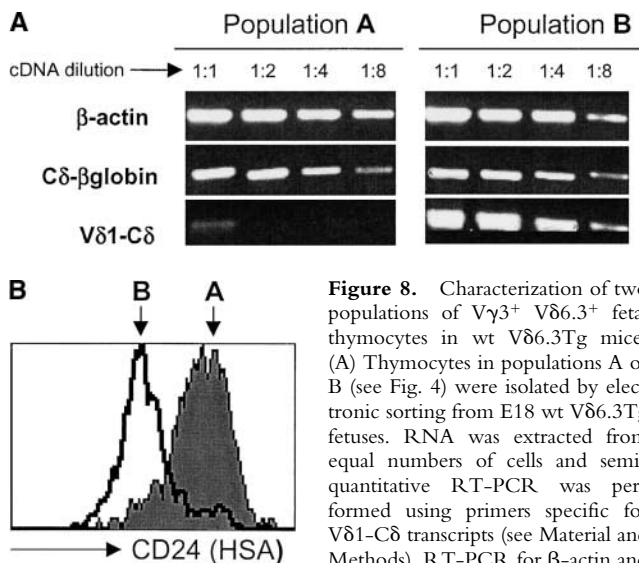 A
Population A
Population B
cDNA dilution
1:1 1:2 1:4 1:8
1:1 1:2 1:4 1:8
β-actin
Cδ-βglobin
Vδ1-Cδ
B
B
A
CD24 (HSA)
Figure 8. Characterization of two
populations of Vγ3+ Vδ6.3+ feta
thymocytes in wt Vδ6.3Tg mice
(A) Thymocytes in populations A o
B (see Fig. 4) were isolated by elec
tronic sorting from E18 wt Vδ6.3Tg
fetuses. RNA was extracted from
equal numbers of cells and semi
quantitative RT-PCR was per
formed using primers specific fo
Vδ1-Cδ transcripts (see Material and
Methods). RT-PCR for β-actin and